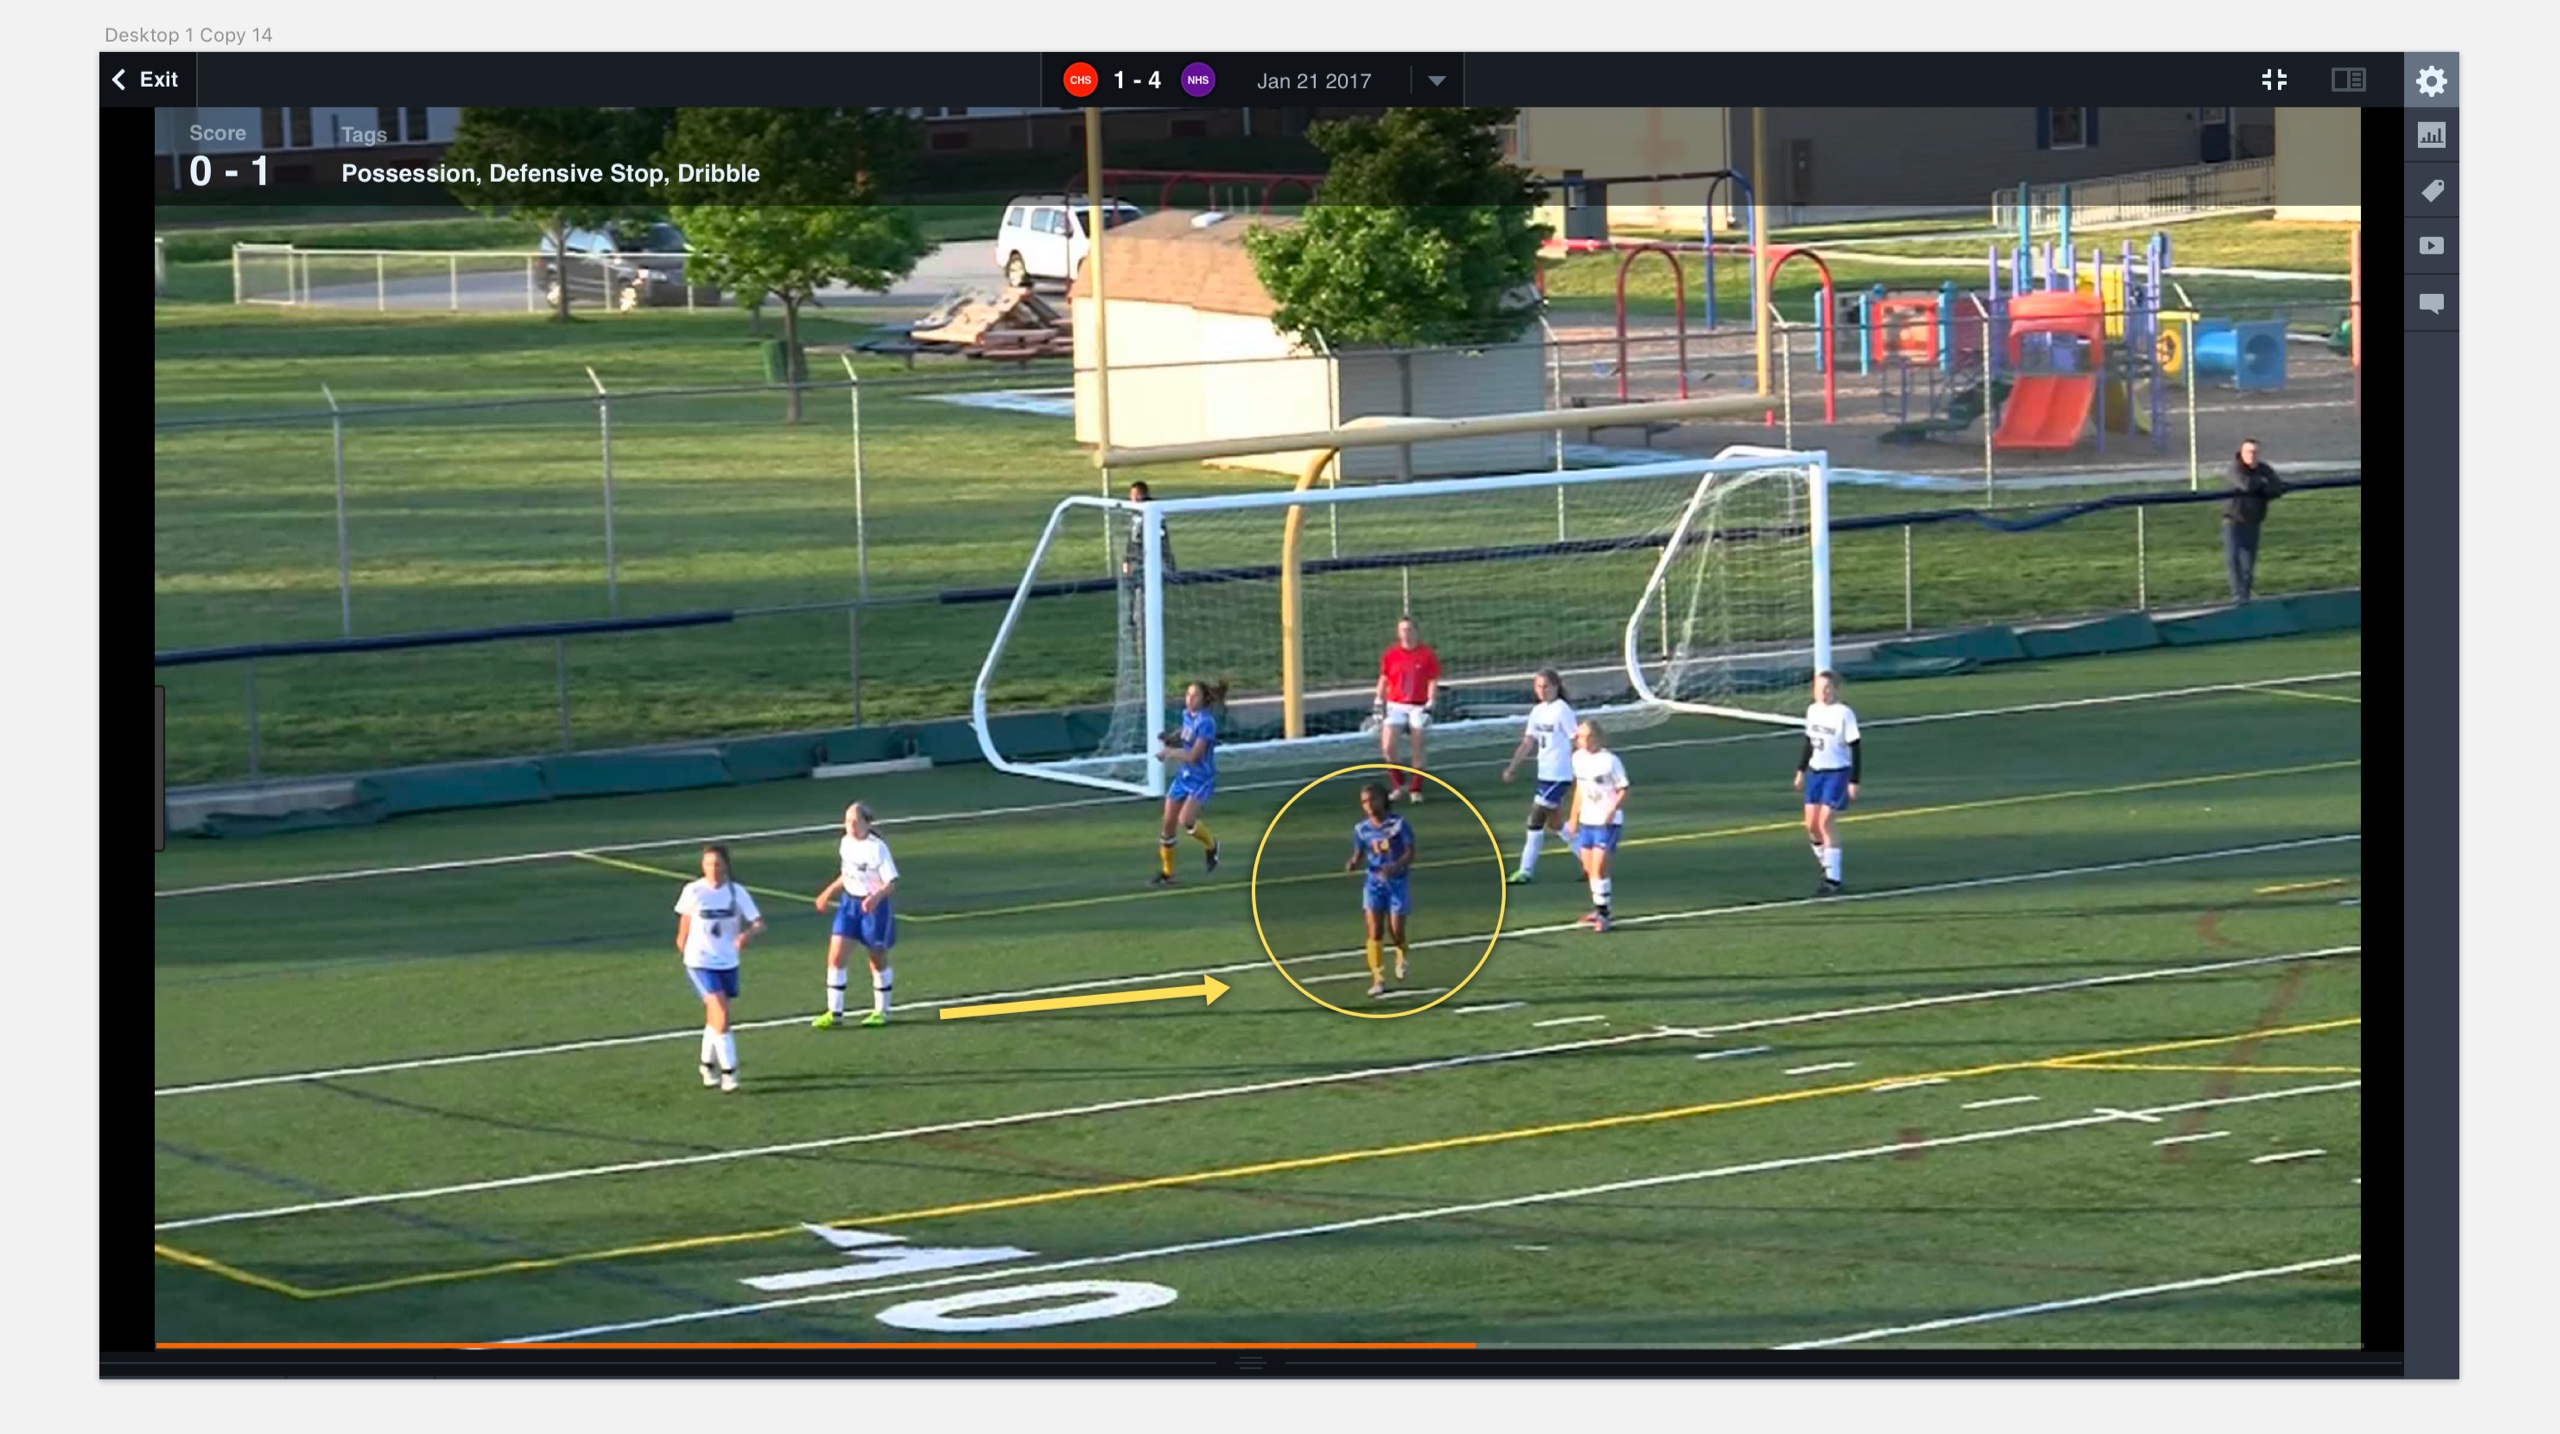 Desktop 1 Copy 14
Exit
CHS 1 - 4 NHS Jan 21 2017
Score Tags
0 - 1 Possession, Defensive Stop, Dribble
4